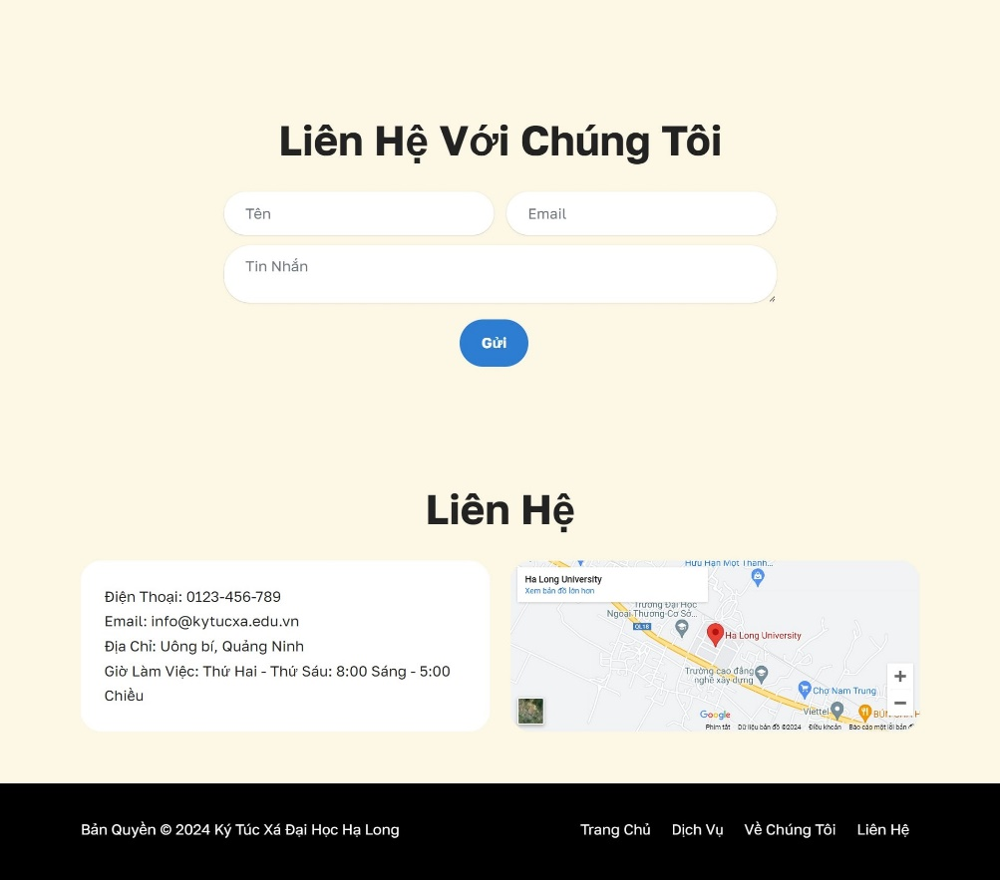 Liên Hệ Với Chúng Tôi
Tên
Email
Tin Nhắn
Gửi
Liên Hệ
Điện Thoại: 0123-456-789
Email: info@kytucxa.edu.vn
Địa Chỉ: Uông bí, Quảng Ninh
Giờ Làm Việc: Thứ Hai - Thứ Sáu: 8:00 Sáng - 5:00
Chiều
Hữu Hạn Một Thành...
Ha Long University
Xem bản đồ lớn hơn
Trường Đại Học
Ngoại Thương-Cơ Sở...
QL18
Ha Long University
Trường cao đẳng
nghề xây dựng
Chợ Nam Trung
Viettel
Google
Phím tắt
Dữ liệu bản đồ ©2024
Điều khoản
Báo cáo một lỗi bản
Bản Quyền © 2024 Ký Túc Xá Đại Học Hạ Long
Trang Chủ
Dịch Vụ
Về Chúng Tôi
Liên Hệ